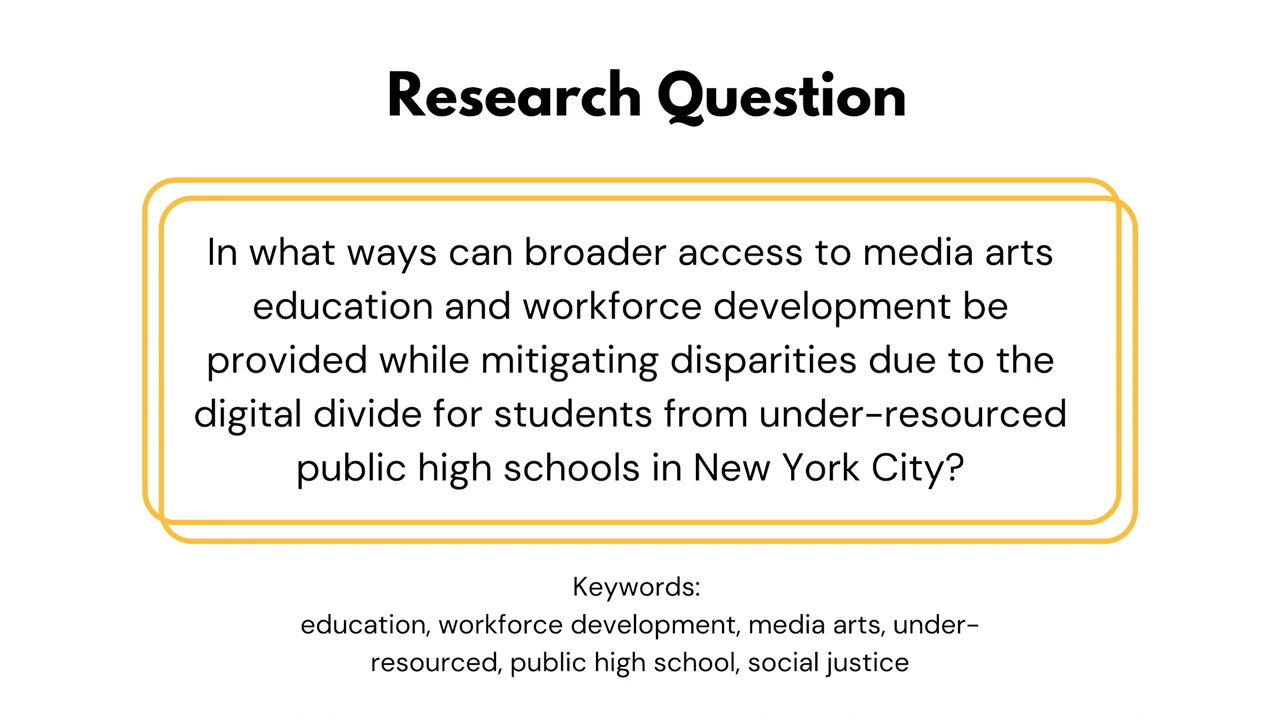 Research Question
In what ways can broader access to media arts
education and workforce development be
provided while mitigating disparities due to the
digital divide for students from under-resourced
public high schools in New York City?
Keywords:
education, workforce development, media arts, under-
resourced, public high school, social justice